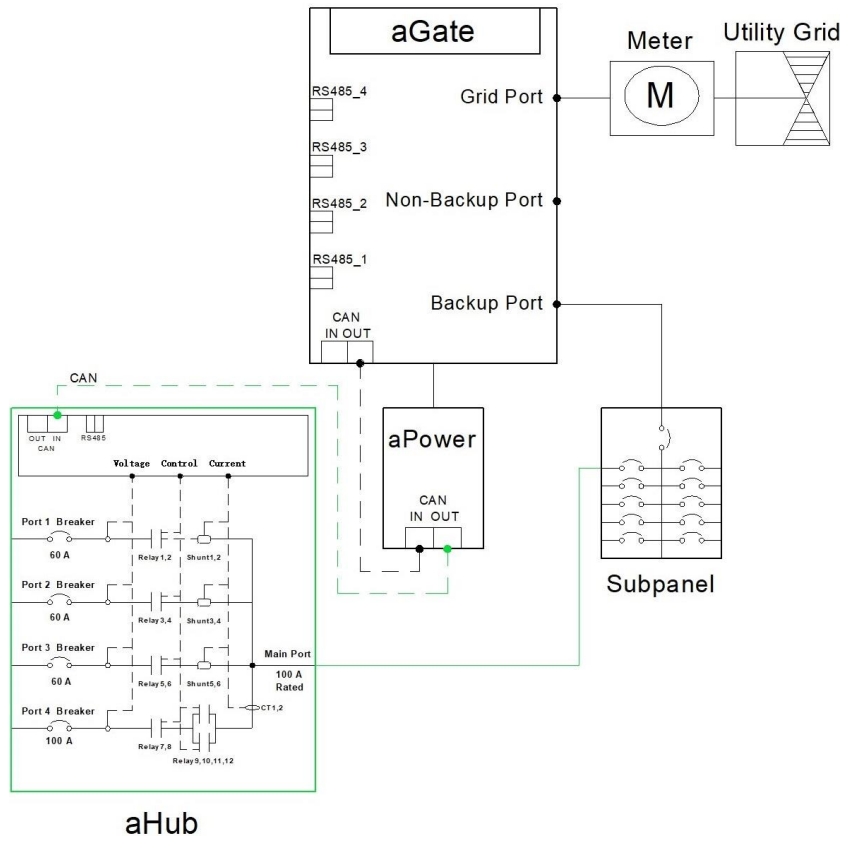 aGate
Meter
Utility Grid
RS485_4
Grid Port
M
RS485_3
Non-Backup Port
RS485_2
RS485_1
Backup Port
CAN
IN OUT
CAN
aPower
OUT IN
CAN
RS485
CAN
IN OUT
Voltage Control Current
Port 1 Breaker
60 A
Relay1,2
Shunt1,2
Port 2 Breaker
60 A
Relay3,4
Shunt3,4
Subpanel
Port 3 Breaker
60 A
Relay5,6
Shunt5,6
Main Port
100 A
Rated
Port 4 Breaker
100 A
CT1,2
Relay7,8
Relay9,10,11,12
aHub